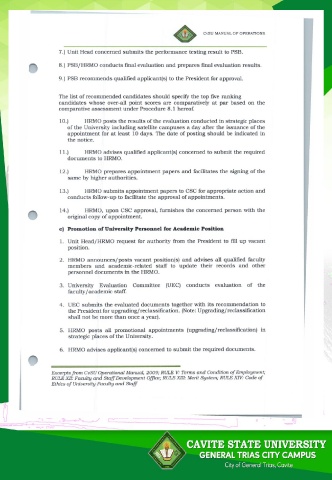 CvSU MANUAL OF OPERATIONS
7.) Unit Head concerned submits the performance testing result to PSB.
8.) PSB/HRMO conducts final evaluation and prepares final evaluation results.
9.) PSB recommends qualified applicant(s) to the President for approval.
The list of recommended candidates should specify the top five ranking
candidates whose over-all point scores are comparatively at par based on the
comparative assessment under Procedure 8.1 hereof.
10.) HRMO posts the results of the evaluation conducted in strategic places
of the University including satellite campuses a day after the issuance of the
appointment for at least 10 days. The date of posting should be indicated in
the notice.
11.) HRMO advises qualified applicant(s) concerned to submit the required
documents to HRMO.
12.) HRMO prepares appointment papers and facilitates the signing of the
same by higher authorities.
13.) HRMO submits appointment papers to CSC for appropriate action and
conducts follow-up to facilitate the approval of appointments.
14.) HRMO, upon CSC approval, furnishes the concerned person with the
original copy of appointment.
c) Promotion of University Personnel for Academic Position
1. Unit Head/HRMO request for authority from the President to fill up vacant
position.
2. HRMO announces/posts vacant position(s) and advises all qualified faculty
members and academic-related staff to update their records and other
personnel documents in the HRMO.
3. University Evaluation Committee (UEC) conducts evaluation of the
faculty/academic staff.
4. UEC submits the evaluated documents together with its recommendation to
the President for upgrading/reclassification. (Note: Upgrading/reclassification
shall not be more than once a year).
5. HRMO posts all promotional appointments (upgrading/reclassification) in
strategic places of the University.
6. HRMO advises applicant(s) concerned to submit the required documents.
Excerpts from CvSU Operational Manual, 2009; RULE V: Terms and Condition of Employment,
RULE XII: Faculty and Staff Development Office, RULE XIII: Merit System, RULE XIV: Code of
Ethics of University Faculty and Staff
CAVITE STATE UNIVERSITY
GENERAL TRIAS CITY CAMPUS
City of General Trias, Cavite